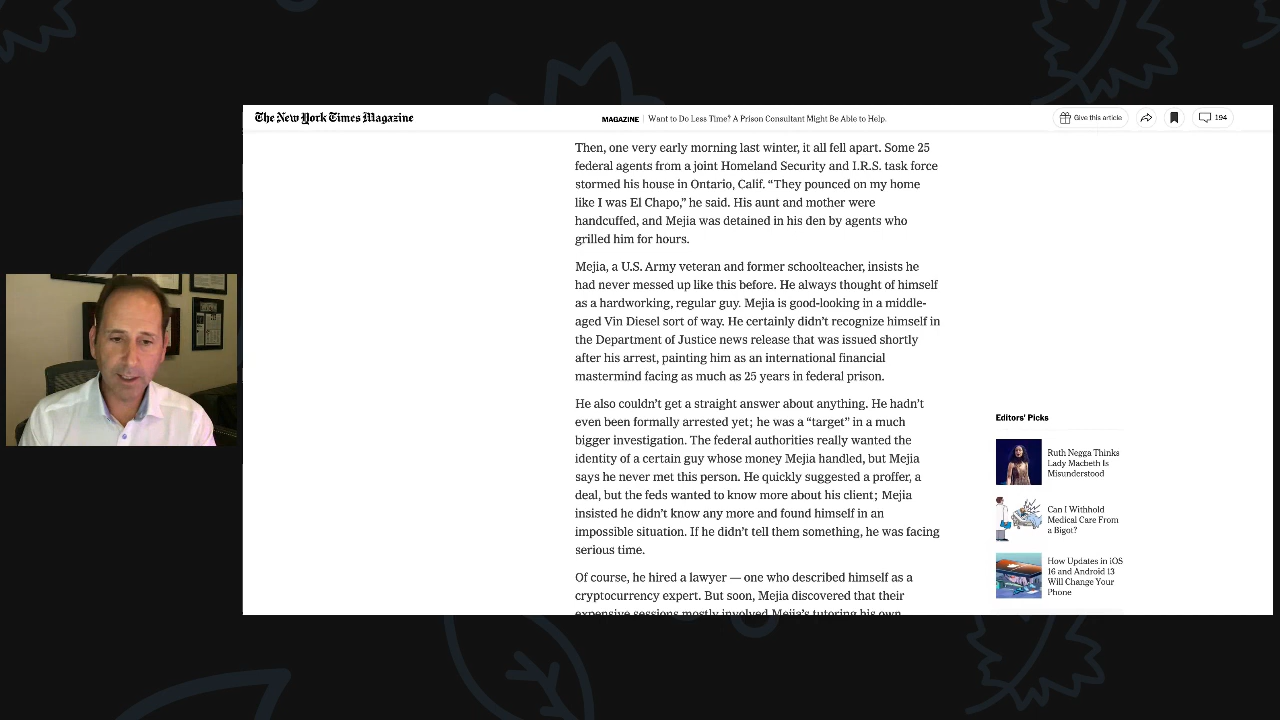 The New York Times Magazine
MAGAZINE | Want to Do Less Time? A Prison Consultant Might Be Able to Help.
Give this article
194
Then, one very early morning last winter, it all fell apart. Some 25
federal agents from a joint Homeland Security and I.R.S. task force
stormed his house in Ontario, Calif. “They pounced on my home
like I was El Chapo,” he said. His aunt and mother were
handcuffed, and Mejia was detained in his den by agents who
grilled him for hours.
Mejia, a U.S. Army veteran and former schoolteacher, insists he
had never messed up like this before. He always thought of himself
as a hardworking, regular guy. Mejia is good-looking in a middle-
aged Vin Diesel sort of way. He certainly didn’t recognize himself in
the Department of Justice news release that was issued shortly
after his arrest, painting him as an international financial
mastermind facing as much as 25 years in federal prison.
He also couldn’t get a straight answer about anything. He hadn’t
even been formally arrested yet; he was a “target” in a much
bigger investigation. The federal authorities really wanted the
identity of a certain guy whose money Mejia handled, but Mejia
says he never met this person. He quickly suggested a proffer, a
deal, but the feds wanted to know more about his client; Mejia
insisted he didn’t know any more and found himself in an
impossible situation. If he didn’t tell them something, he was facing
serious time.
Of course, he hired a lawyer — one who described himself as a
cryptocurrency expert. But soon, Mejia discovered that their
expensive sessions mostly involved Mejia’s tutoring his own
Editors’ Picks
Ruth Negga Thinks
Lady Macbeth Is
Misunderstood
Can I Withhold
Medical Care From
a Bigot?
How Updates in iOS
16 and Android 13
Will Change Your
Phone